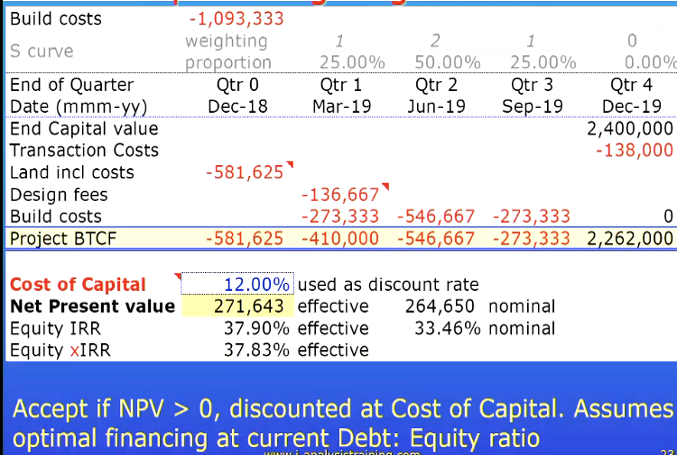 Build costs -1,093,333
S curve weighting 1 2 1 0
proportion 25.00% 50.00% 25.00% 0.00%
End of Quarter Qtr 0 Qtr 1 Qtr 2 Qtr 3 Qtr 4
Date (mmm-yy) Dec-18 Mar-19 Jun-19 Sep-19 Dec-19
End Capital value 2,400,000
Transaction Costs -138,000
Land incl costs -581,625
Design fees -136,667
Build costs -273,333 -546,667 -273,333 0
Project BTCF -581,625 -410,000 -546,667 -273,333 2,262,000
Cost of Capital 12.00% used as discount rate
Net Present value 271,643 effective 264,650 nominal
Equity IRR 37.90% effective 33.46% nominal
Equity xIRR 37.83% effective
Accept if NPV > 0, discounted at Cost of Capital. Assumes
optimal financing at current Debt: Equity ratio